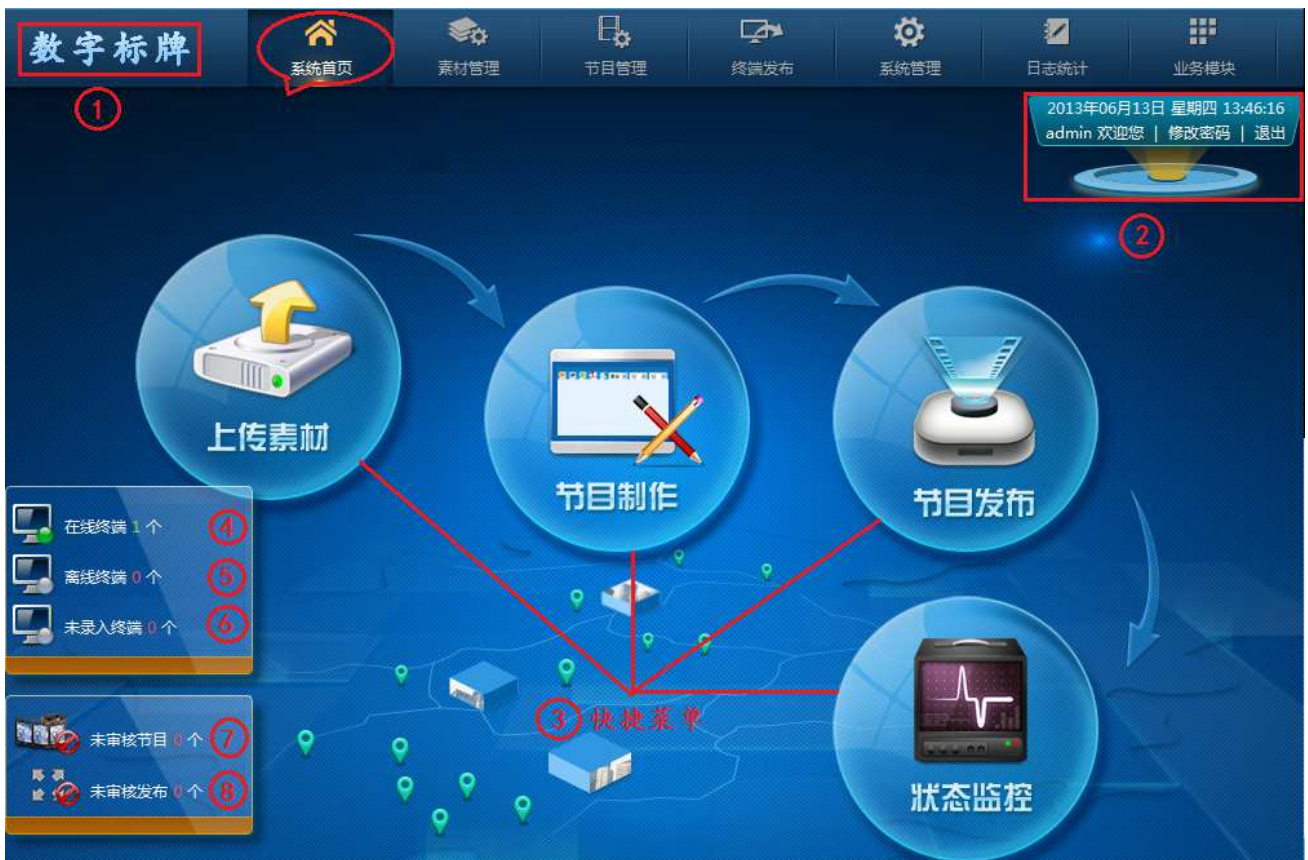 数字标牌
系统首页
素材管理
节目管理
终端发布
系统管理
日志统计
业务模块
①
2013年06月13日 星期四 13:46:16
admin 欢迎您 | 修改密码 | 退出
②
上传素材
节目制作
节目发布
在线终端 1 个 ④
离线终端 0 个 ⑤
未录入终端 0 个 ⑥
③ 快捷菜单
未审核节目 0 个 ⑦
未审核发布 0 个 ⑧
状态监控